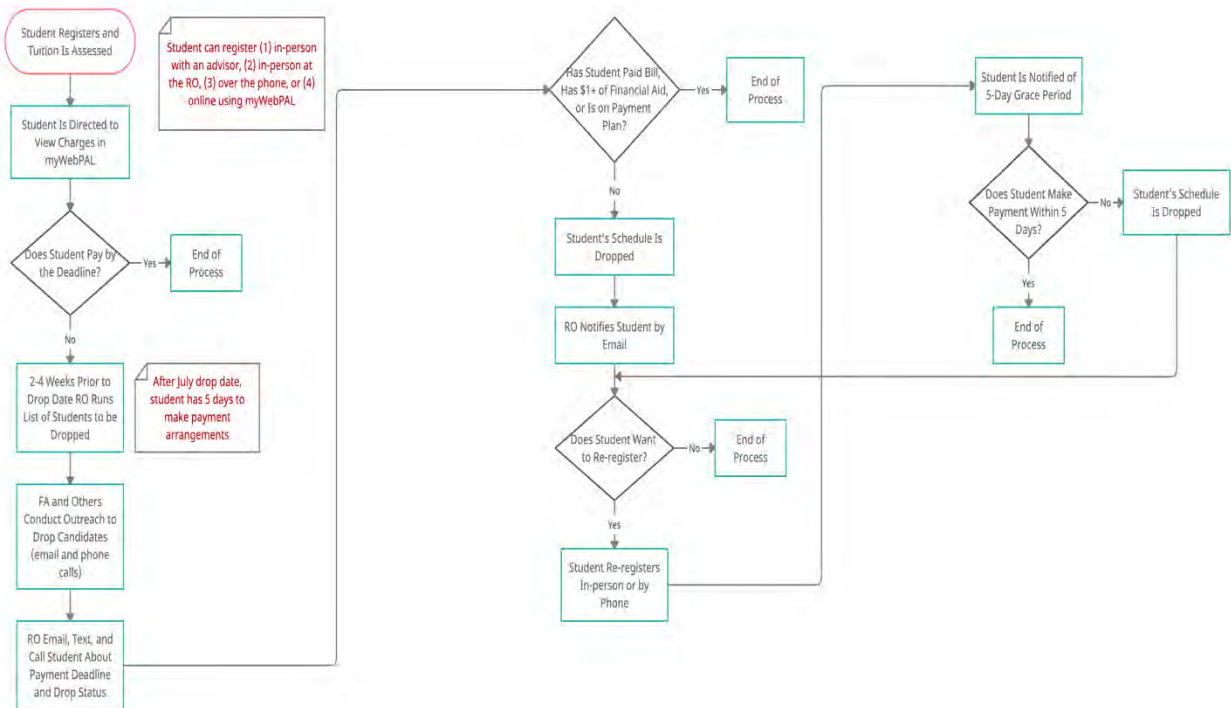 Student Registers and
Tuition Is Assessed
Student can register (1) in-person
with an advisor, (2) in-person at
the RO, (3) over the phone, or (4)
online using myWebPAL
Student Is Directed to
View Charges in
myWebPAL
Does Student Pay by
the Deadline?
Yes
End of
Process
No
2-4 Weeks Prior to
Drop Date RO Runs
List of Students to be
Dropped
After July drop date,
student has 5 days to
make payment
arrangements
FA and Others
Conduct Outreach to
Drop Candidates
(email and phone
calls)
RO Email, Text, and
Call Student About
Payment Deadline
and Drop Status
Has Student Paid Bill,
Has $1+ of Financial Aid,
or Is on Payment
Plan?
Yes
End of
Process
No
Student's Schedule Is
Dropped
RO Notifies Student by
Email
Does Student Want
to Re-register?
No
End of
Process
Yes
Student Re-registers
In-person or by
Phone
Student Is Notified of
5-Day Grace Period
Does Student Make
Payment Within 5
Days?
No
Student's Schedule
Is Dropped
Yes
End of
Process